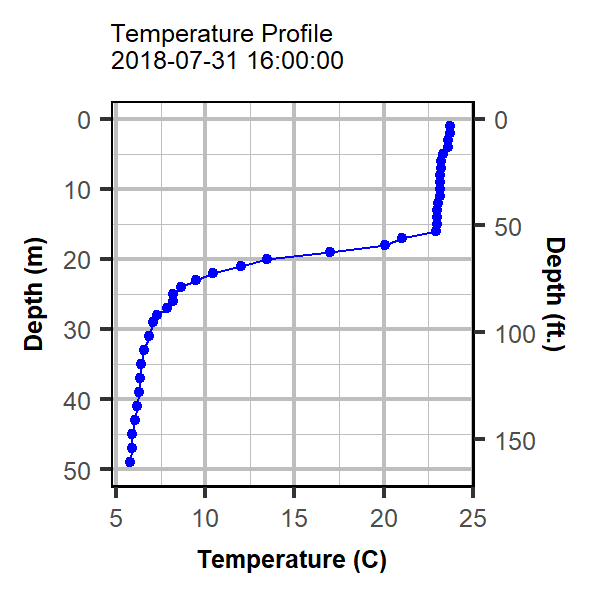 Temperature Profile
2018-07-31 16:00:00
0
10
20
30
40
50
Depth (m)
0
50
100
150
Depth (ft.)
5 10 15 20 25
Temperature (C)